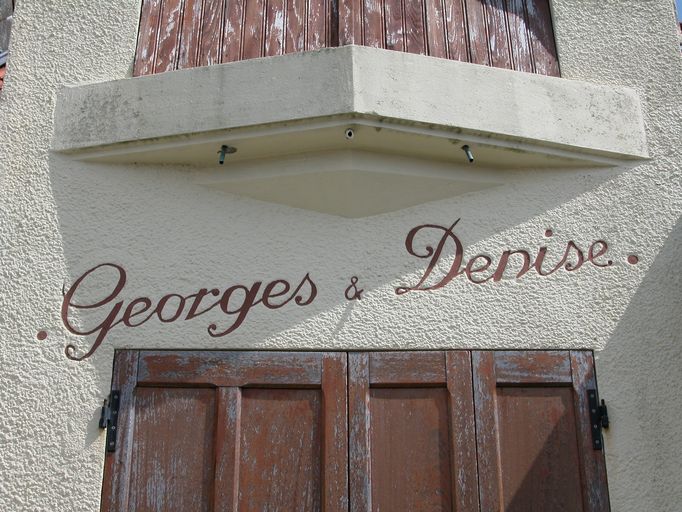 . Georges & Denise .